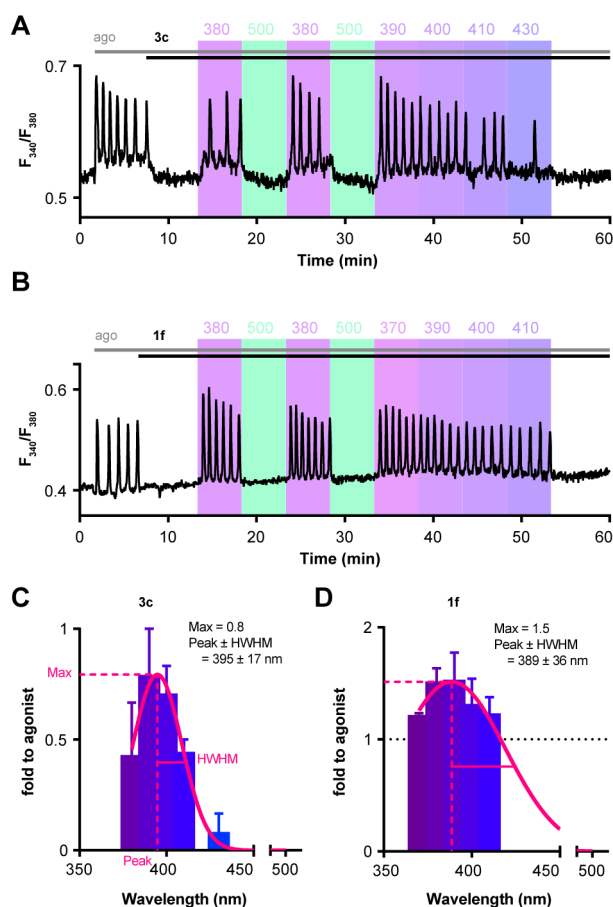 A
380 500 380 500 390 400 410 430
ago 3c
0.7
F340/F380
0.5
0 10 20 30 40 50 60
Time (min)
B
380 500 380 500 370 390 400 410
ago 1f
0.6
F340/F380
0.4
0 10 20 30 40 50 60
Time (min)
C
3c
Max = 0.8
Peak ± HWHM
= 395 ± 17 nm
1
Max
fold to agonist
0.5
HWHM
0
Peak
350 400 450 500
Wavelength (nm)
D
1f
Max = 1.5
Peak ± HWHM
= 389 ± 36 nm
2
fold to agonist
1
0
350 400 450 500
Wavelength (nm)